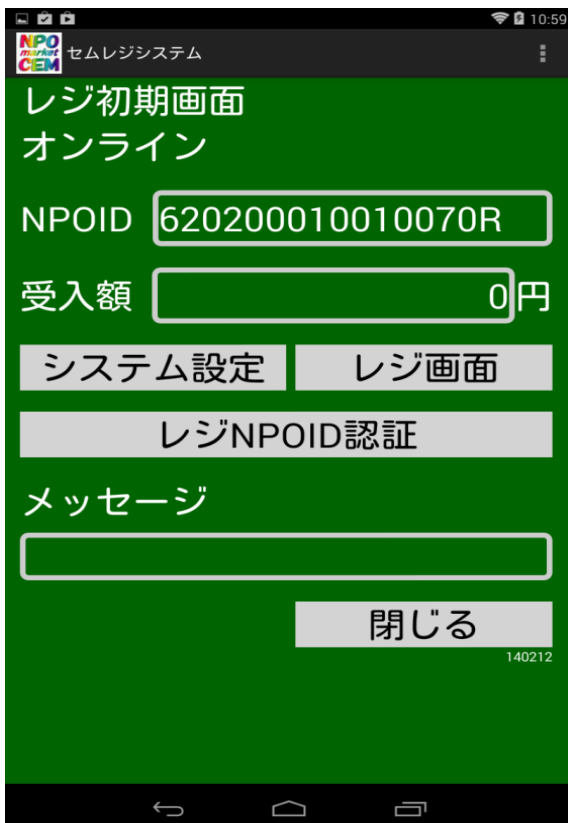 10:59
NPO
market
CEM
セムレジシステム
レジ初期画面
オンライン
NPOID 620200010010070R
受入額 0円
システム設定 レジ画面
レジNPOID認証
メッセージ
閉じる
140212